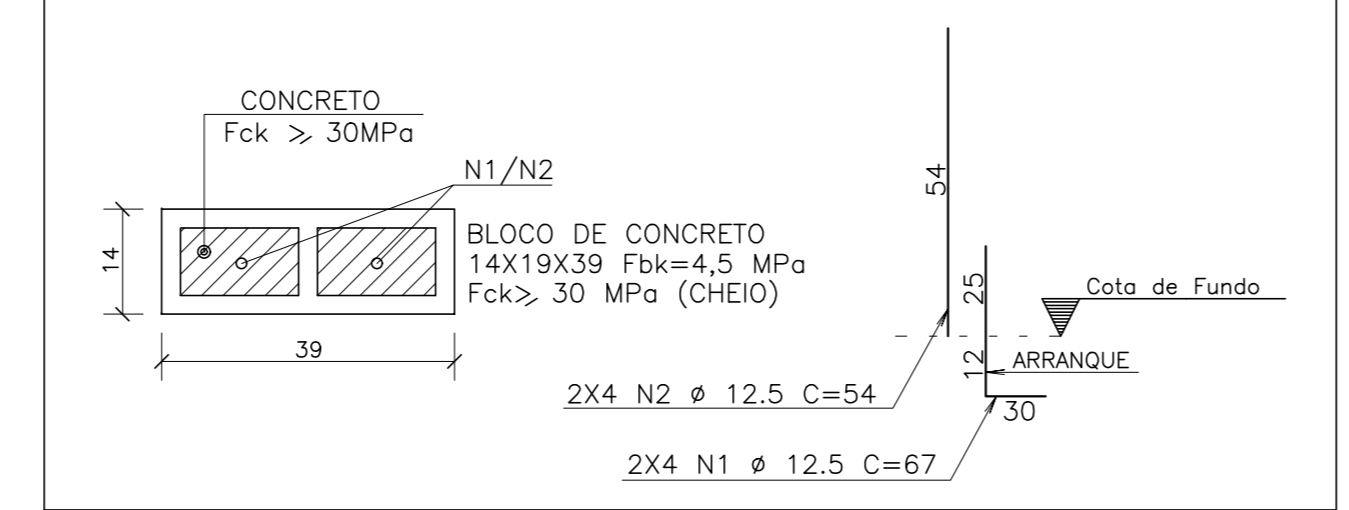 CONCRETO
Fck ⩾ 30MPa
N1/N2
14
39
BLOCO DE CONCRETO
14X19X39 Fbk=4,5 MPa
Fck⩾ 30 MPa (CHEIO)
54
25
12
30
Cota de Fundo
ARRANQUE
2X4 N2 ø 12.5 C=54
2X4 N1 ø 12.5 C=67